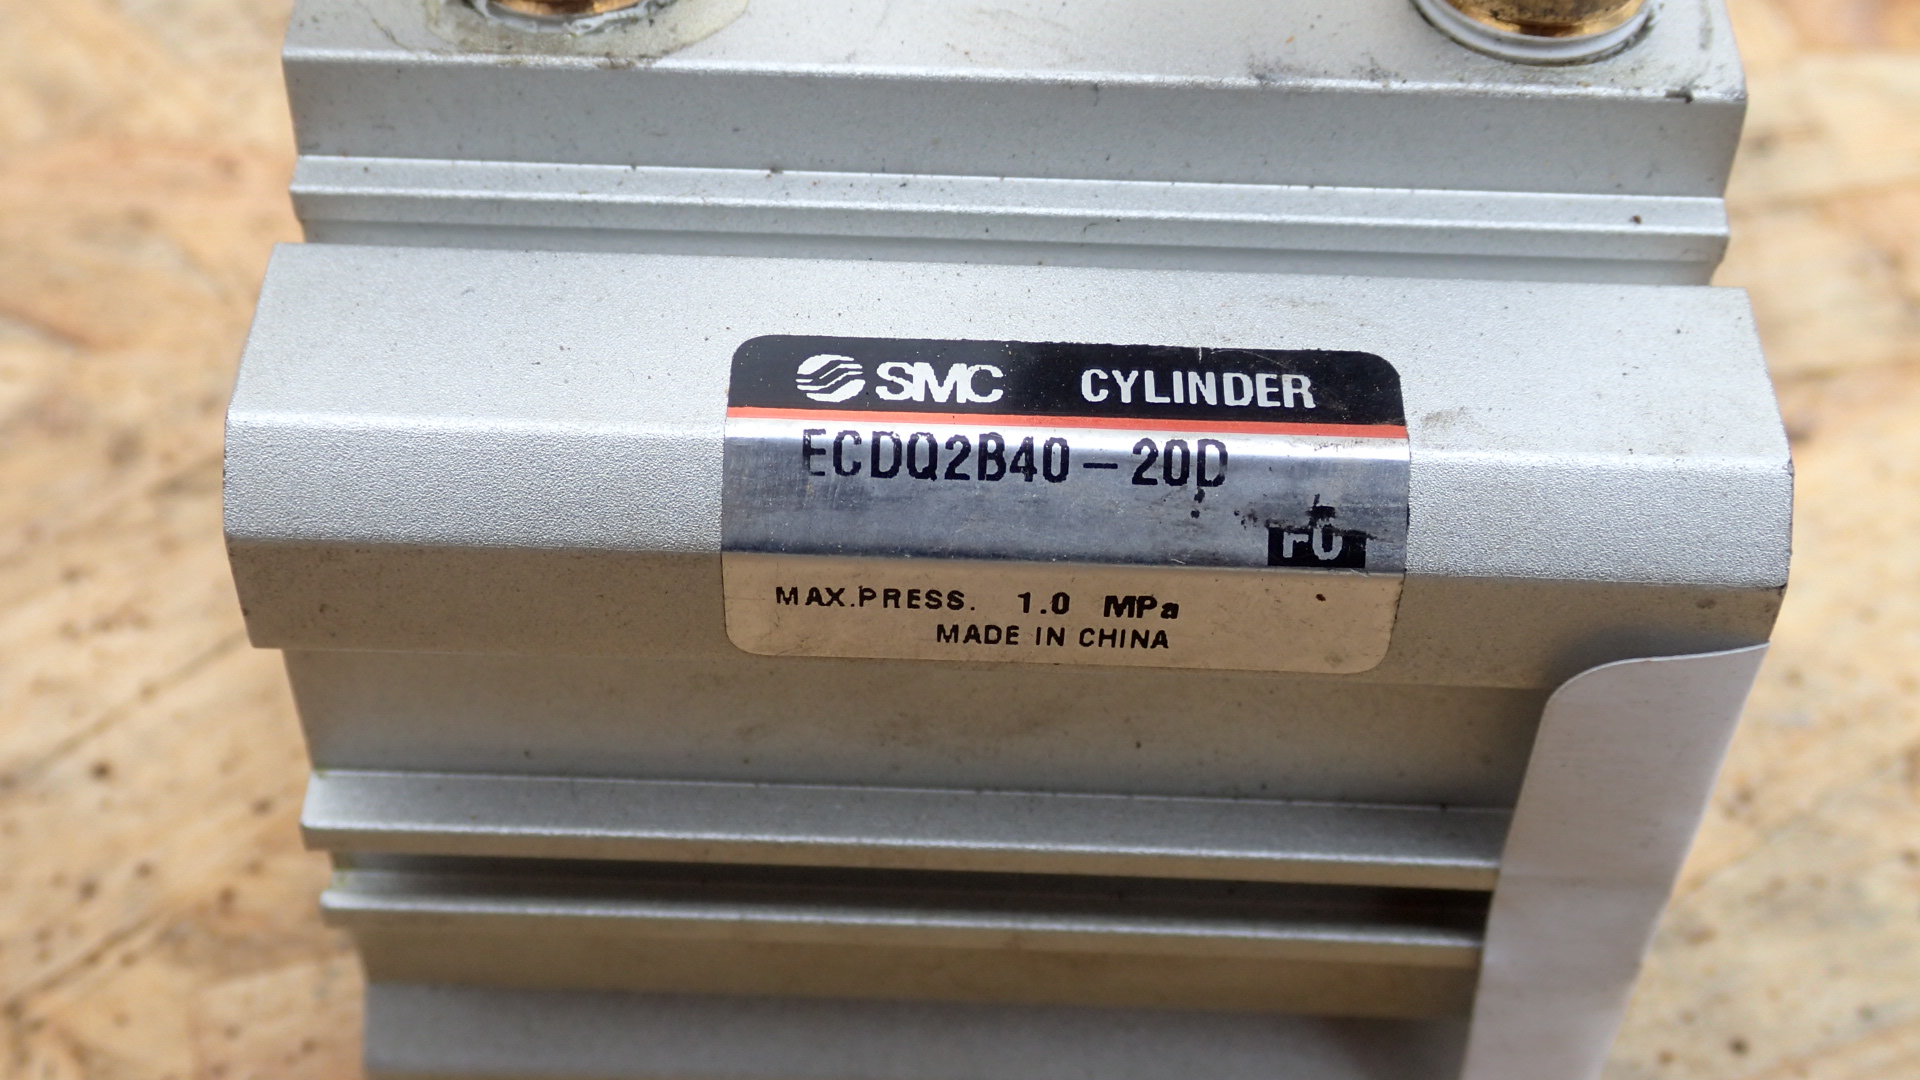 SMC CYLINDER
ECDQ2B40-20D
MAX.PRESS. 1.0 MPa
MADE IN CHINA